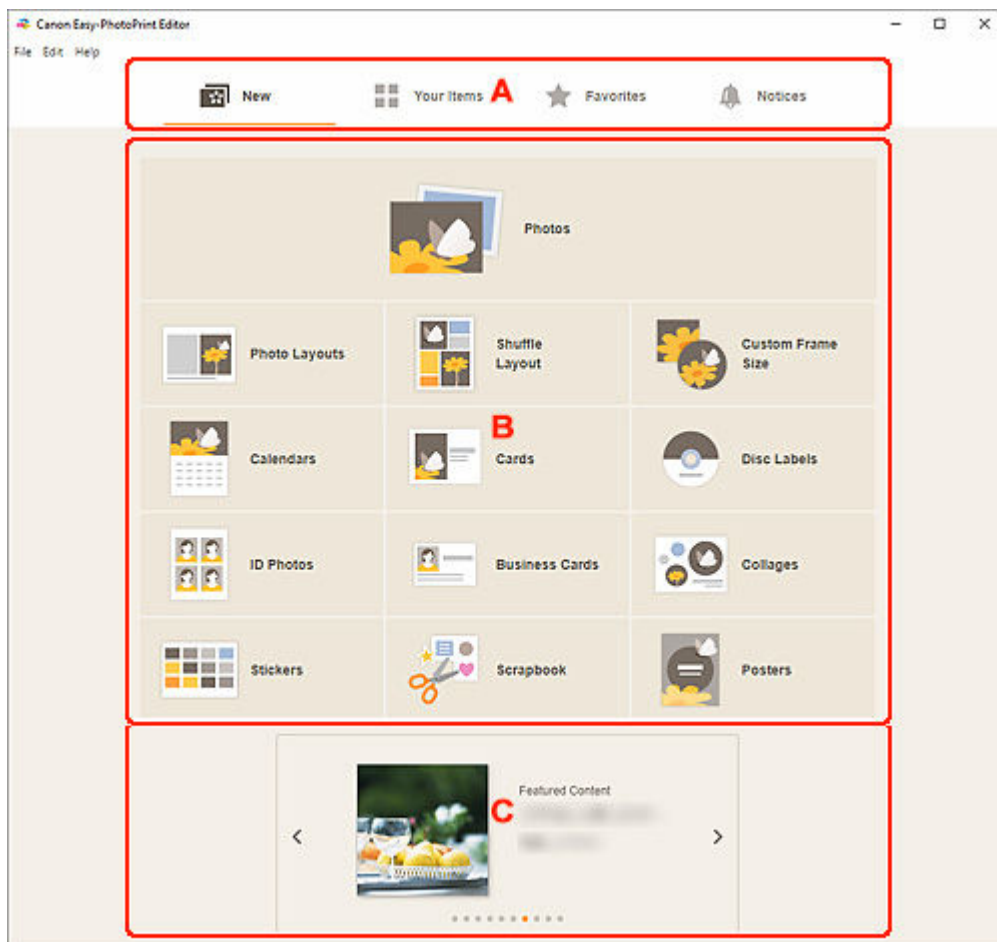 Canon Easy-PhotoPrint Editor
File Edit Help
New Your Items A Favorites Notices
Photos
Photo Layouts
Shuffle
Layout
Custom Frame
Size
B
Calendars
Cards
Disc Labels
ID Photos
Business Cards
Collages
Stickers
Scrapbook
Posters
Featured Content
C